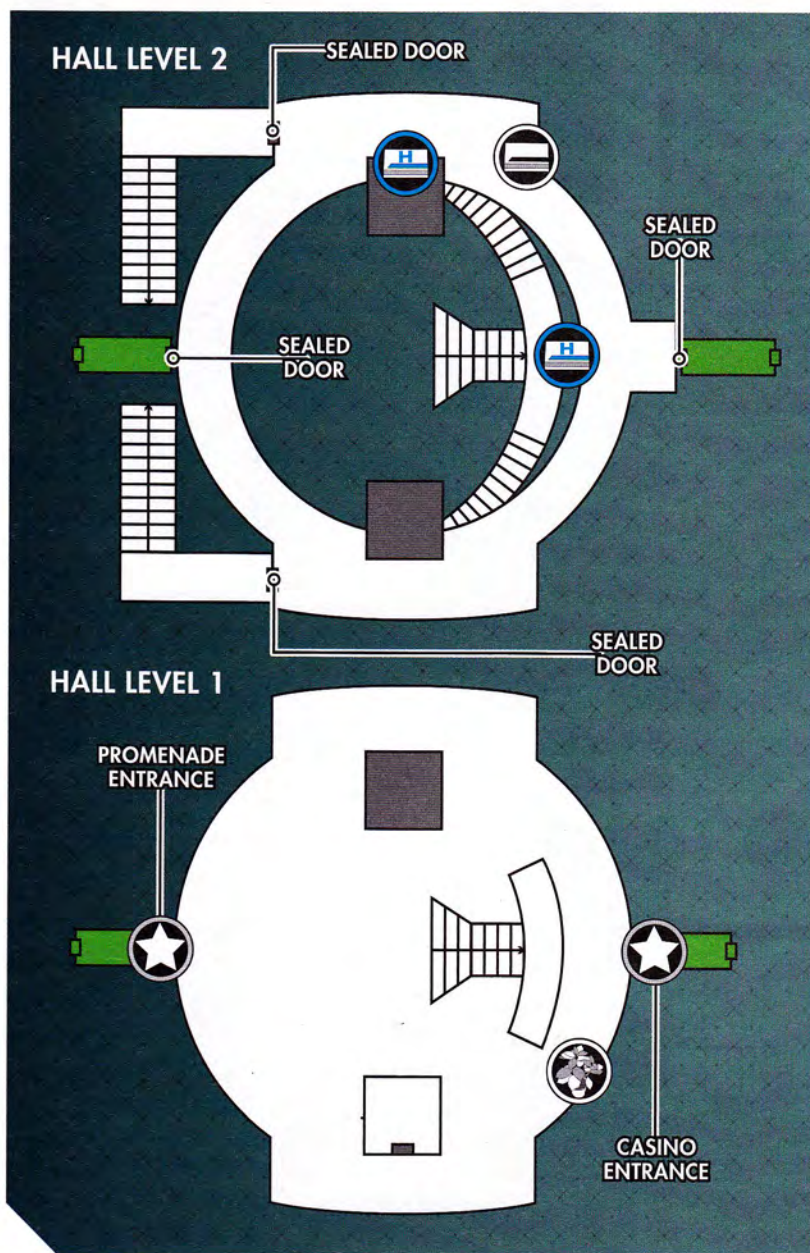 HALL LEVEL 2
SEALED DOOR
H
SEALED
DOOR
SEALED
DOOR
H
SEALED
DOOR
HALL LEVEL 1
PROMENADE
ENTRANCE
CASINO
ENTRANCE